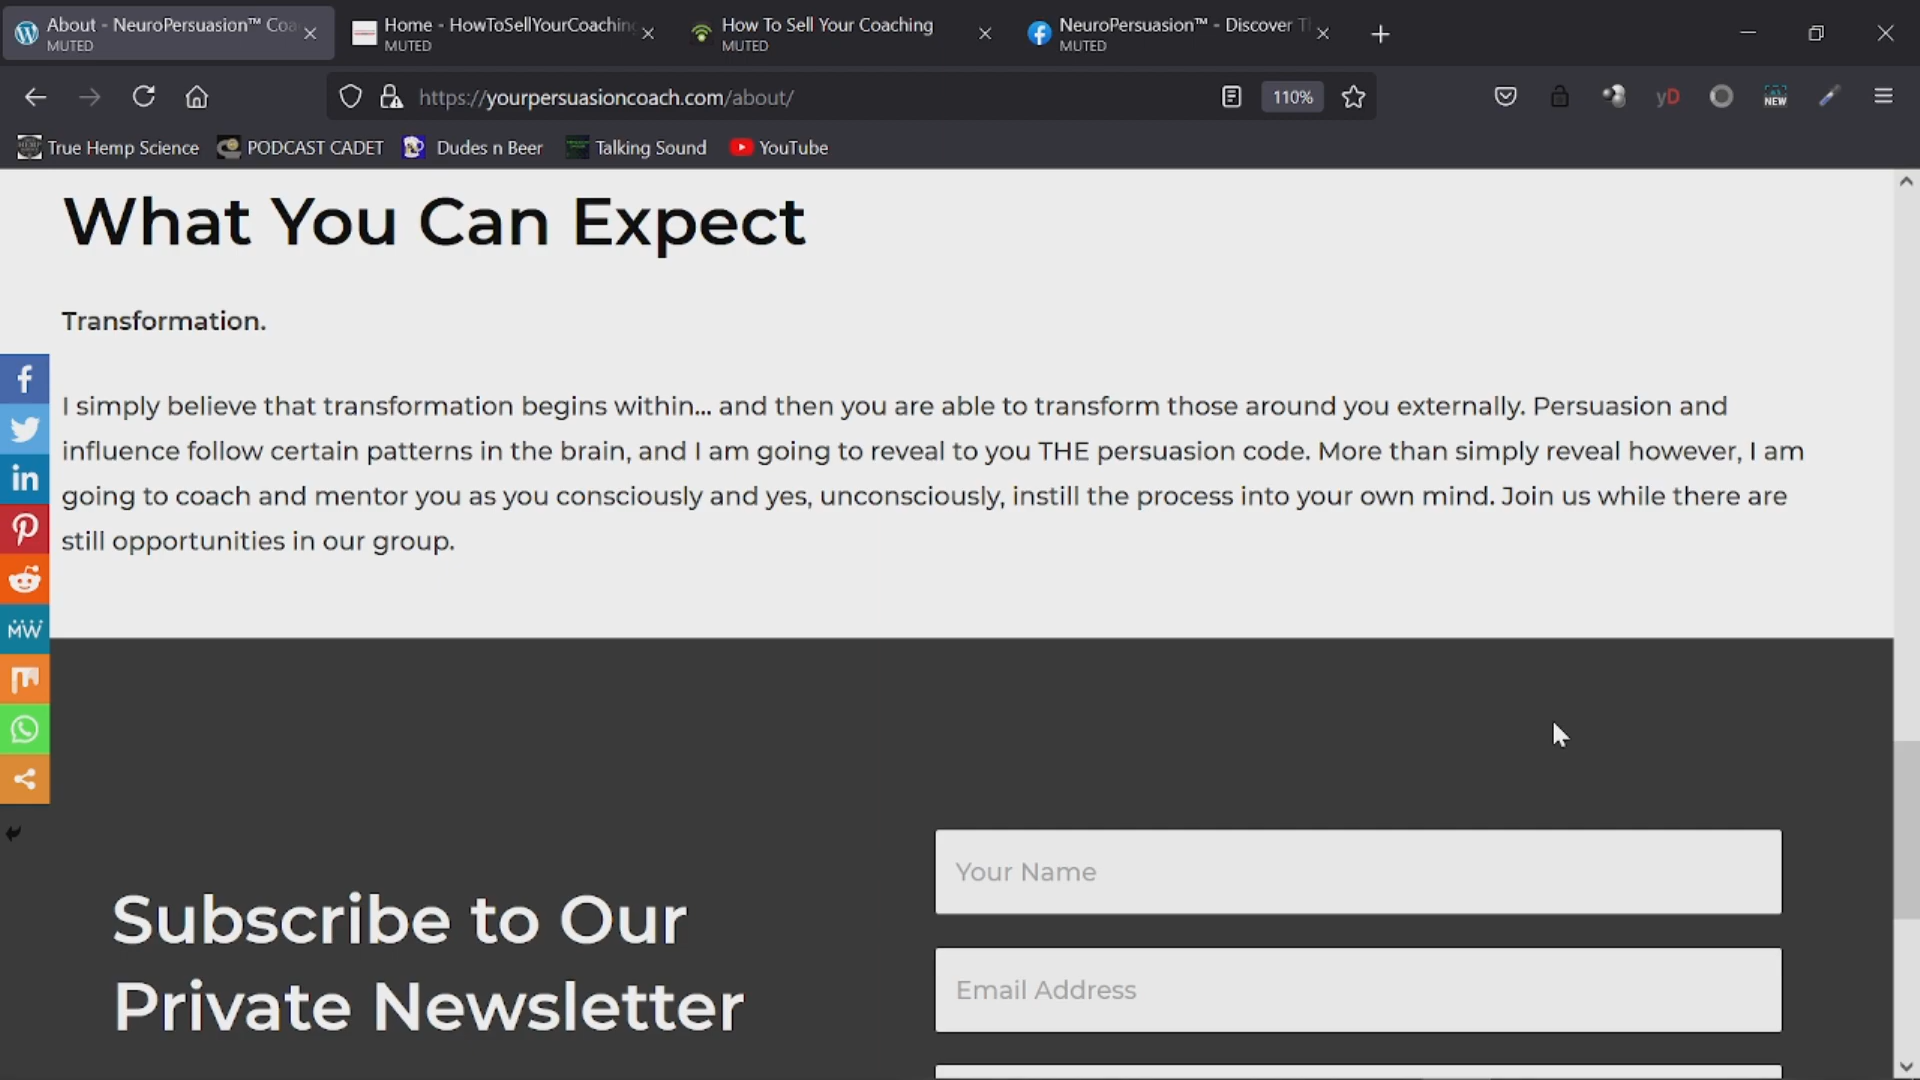 About - NeuroPersuasion™ Coa
MUTED
Home - HowToSellYourCoaching
MUTED
How To Sell Your Coaching
MUTED
NeuroPersuasion™ - Discover Th
MUTED
https://yourpersuasioncoach.com/about/
110%
yD
NEW
True Hemp Science
PODCAST CADET
Dudes n Beer
Talking Sound
YouTube
What You Can Expect
Transformation.
I simply believe that transformation begins within... and then you are able to transform those around you externally. Persuasion and
influence follow certain patterns in the brain, and I am going to reveal to you THE persuasion code. More than simply reveal however, I am
going to coach and mentor you as you consciously and yes, unconsciously, instill the process into your own mind. Join us while there are
still opportunities in our group.
MW
Subscribe to Our
Private Newsletter
Your Name
Email Address